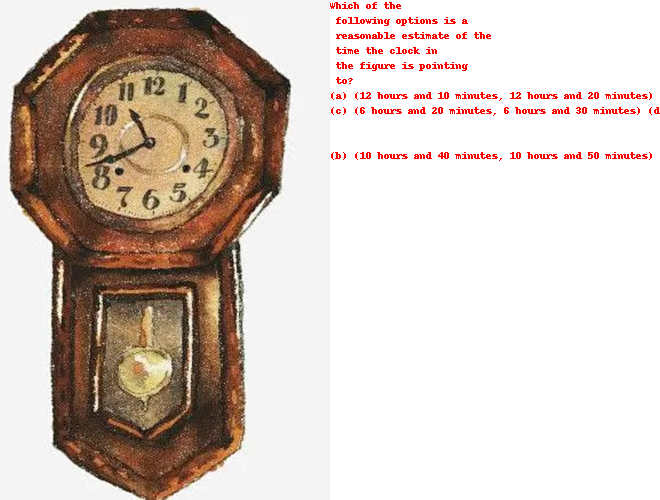 Which of the
following options is a
reasonable estimate of the
time the clock in
the figure is pointing
to?
(a) (12 hours and 10 minutes, 12 hours and 20 minutes)
(c) (6 hours and 20 minutes, 6 hours and 30 minutes) (d
(b) (10 hours and 40 minutes, 10 hours and 50 minutes)
12
1
2
3
4
5
6
7
8
9
10
11